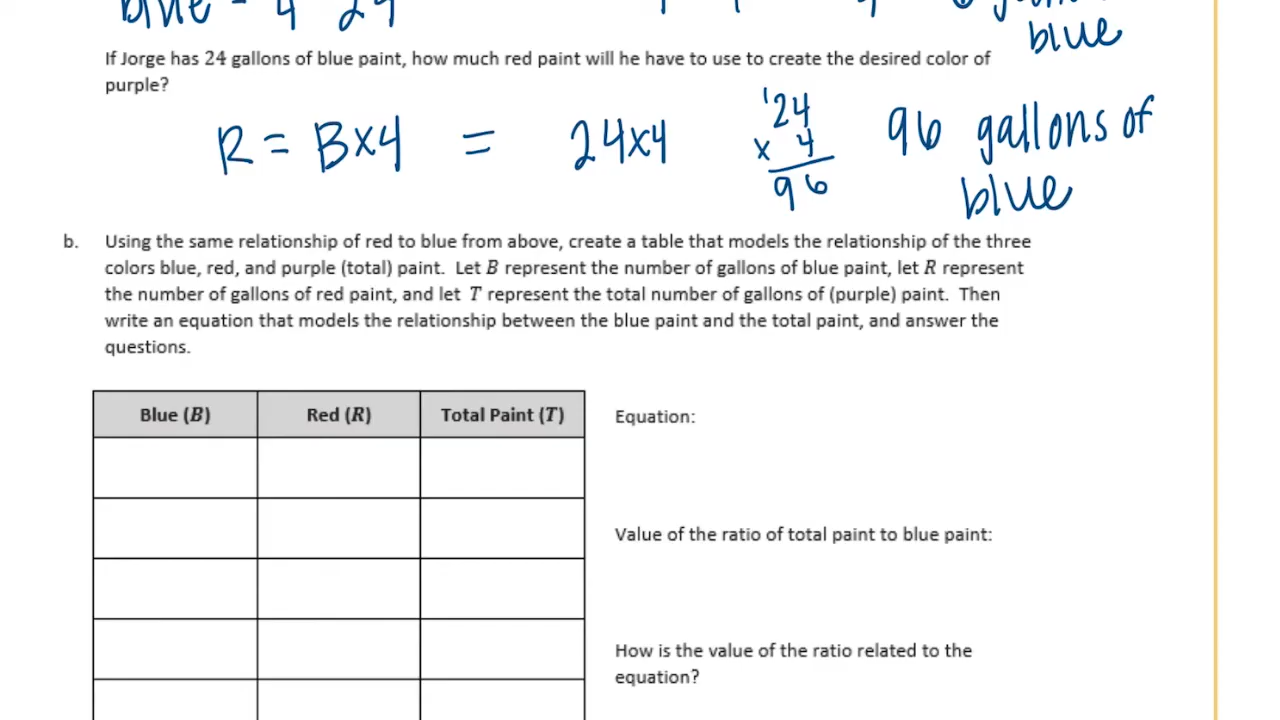 blue = 4 24
blue
If Jorge has 24 gallons of blue paint, how much red paint will he have to use to create the desired color of
purple?
R = B×4 = 24×4
1
24
× 4
96
96 gallons of
blue
b. Using the same relationship of red to blue from above, create a table that models the relationship of the three
colors blue, red, and purple (total) paint. Let B represent the number of gallons of blue paint, let R represent
the number of gallons of red paint, and let T represent the total number of gallons of (purple) paint. Then
write an equation that models the relationship between the blue paint and the total paint, and answer the
questions.
Blue (B) Red (R) Total Paint (T)
Equation:
Value of the ratio of total paint to blue paint:
How is the value of the ratio related to the
equation?